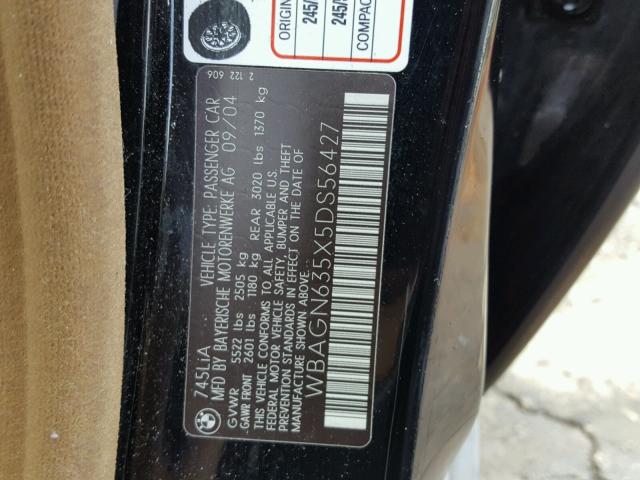 745LiA
VEHICLE TYPE: PASSENGER CAR
MFD BY BAYERISCHE MOTORENWERKE AG 09/04
GVWR 5522 lbs 2505 kg
GAWR FRONT 2601 lbs 1180 kg REAR 3020 lbs 1370 kg
THIS VEHICLE CONFORMS TO ALL APPLICABLE U.S.
FEDERAL MOTOR VEHICLE SAFETY, BUMPER AND THEFT
PREVENTION STANDARDS IN EFFECT ON THE DATE OF
MANUFACTURE SHOWN ABOVE.
WBAGN635X5DS56427
2 122 606
ORIGIN
245/
245/
COMPAC